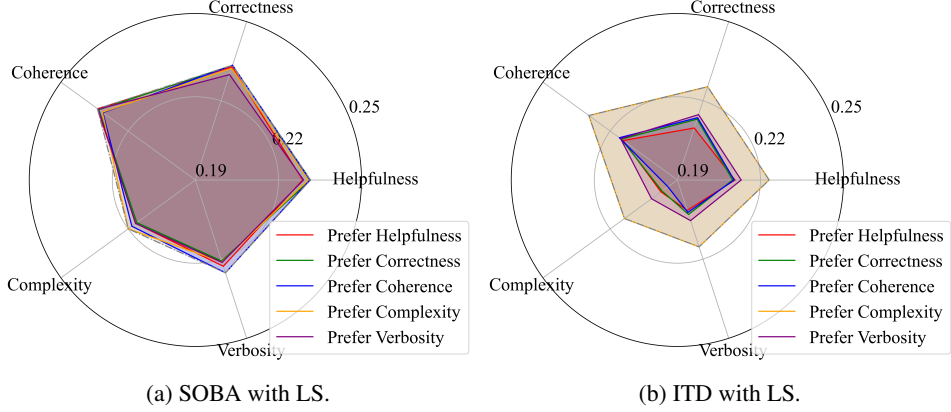 Correctness
Coherence
0.25
0.22
0.19
Helpfulness
Complexity
Verbosity
Prefer Helpfulness
Prefer Correctness
Prefer Coherence
Prefer Complexity
Prefer Verbosity
(a) SOBA with LS.
Correctness
Coherence
0.25
0.22
0.19
Helpfulness
Complexity
Verbosity
Prefer Helpfulness
Prefer Correctness
Prefer Coherence
Prefer Complexity
Prefer Verbosity
(b) ITD with LS.